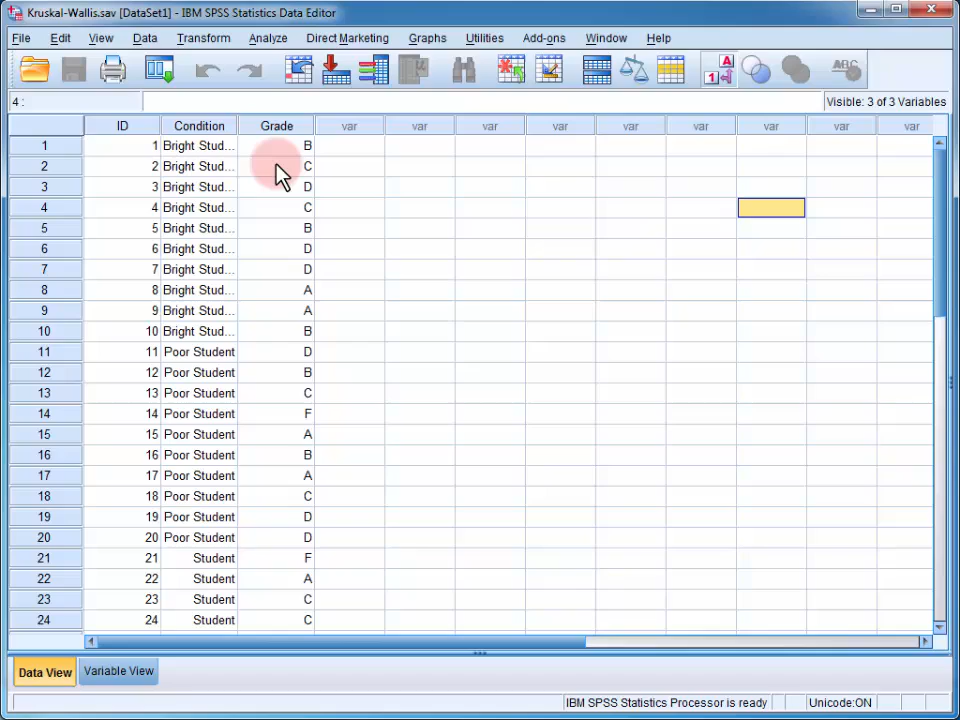 Kruskal-Wallis.sav [DataSet1] - IBM SPSS Statistics Data Editor
File Edit View Data Transform Analyze Direct Marketing Graphs Utilities Add-ons Window Help
A
1
A
ABC
4 : Visible: 3 of 3 Variables
ID Condition Grade var var var var var var var var var
1 1 Bright Stud... B
2 2 Bright Stud... C
3 3 Bright Stud... D
4 4 Bright Stud... C
5 5 Bright Stud... B
6 6 Bright Stud... D
7 7 Bright Stud... D
8 8 Bright Stud... A
9 9 Bright Stud... A
10 10 Bright Stud... B
11 11 Poor Student D
12 12 Poor Student B
13 13 Poor Student C
14 14 Poor Student F
15 15 Poor Student A
16 16 Poor Student B
17 17 Poor Student A
18 18 Poor Student C
19 19 Poor Student D
20 20 Poor Student D
21 21 Student F
22 22 Student A
23 23 Student C
24 24 Student C
Data View Variable View
IBM SPSS Statistics Processor is ready Unicode:ON